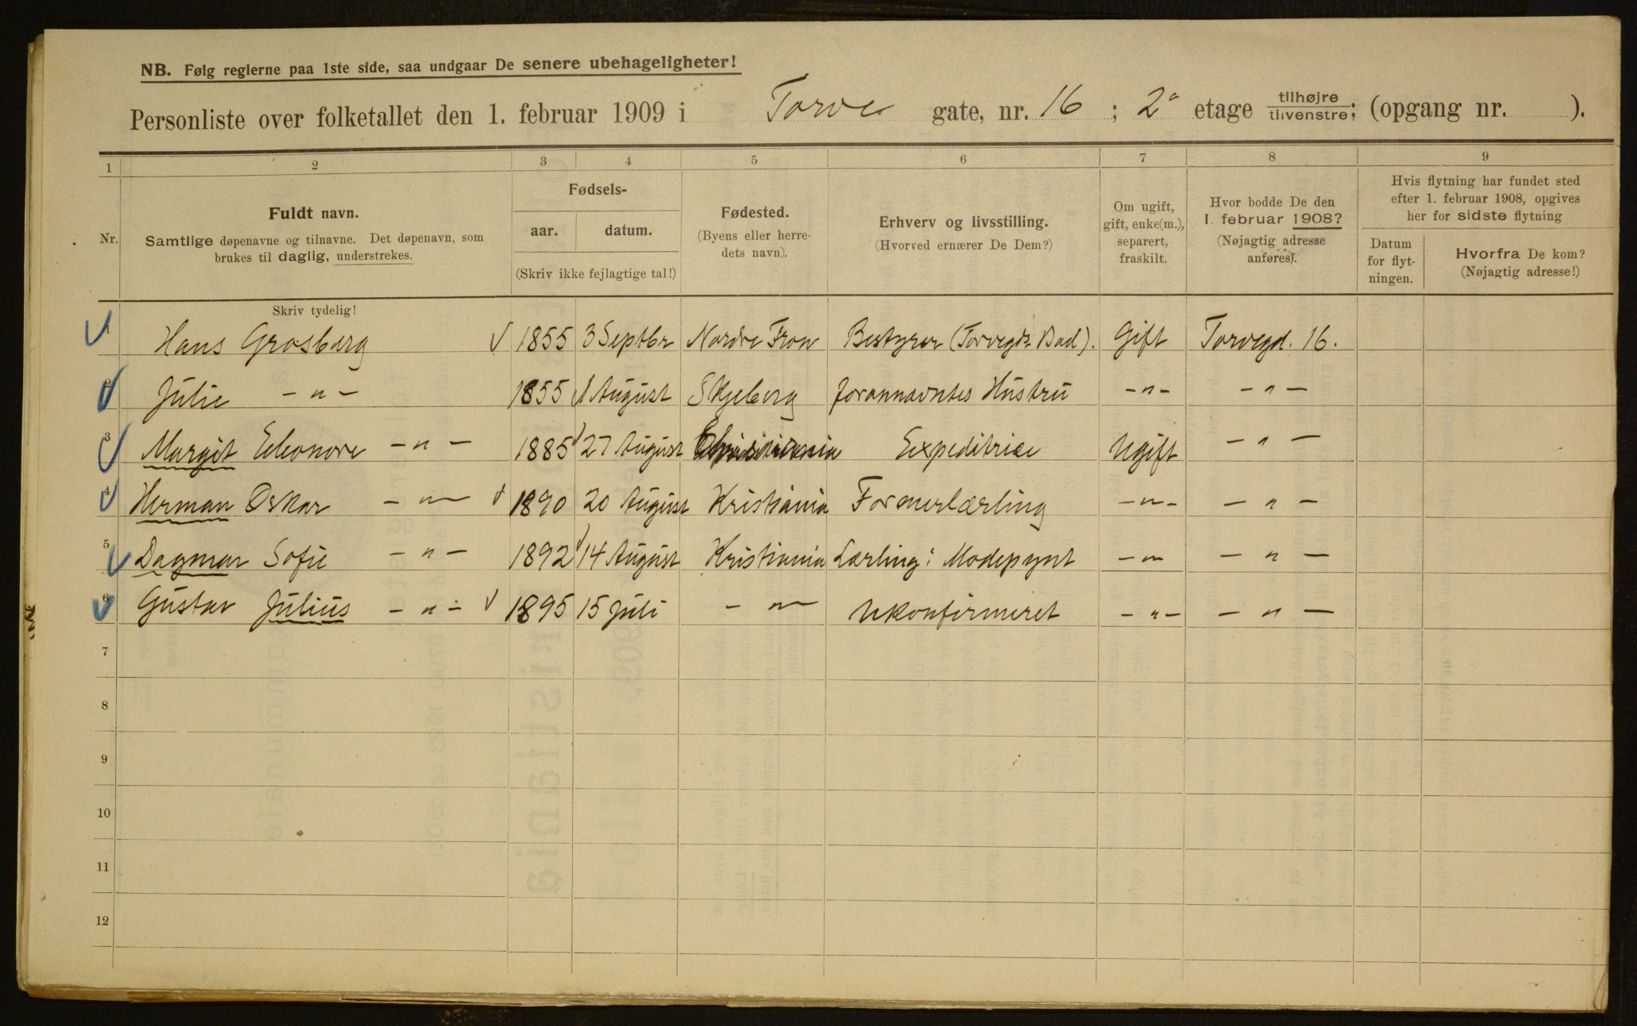 NB. Følg reglerne paa 1ste side, saa undgaar De senere ubehageligheter!
Personliste over folketallet den 1. februar 1909 i Torve gate, nr. 16 ; 2 etage tilhøjre tilvenstre; (opgang nr. ).
1 2 3 4 5 6 7 8 9
Nr. Fuldt navn. Samtlige døpenavne og tilnavne. Det døpenavn, som brukes til daglig, understrekes.
Fødsels-
aar. datum.
(Skriv ikke fejlagtige tal!)
Fødested. (Byens eller herredets navn).
Erhverv og livsstilling. (Hvorved ernærer De Dem?)
Om ugift, gift, enke(m.), separert, fraskilt.
Hvor bodde De den 1. februar 1908? (Nøjagtig adresse anføres).
Hvis flytning har fundet sted efter 1. februar 1908, opgives her for sidste flytning
Datum for flytningen.
Hvorfra De kom? (Nøjagtig adresse!)
Skriv tydelig!
1 Hans Grosberg 1855 3 Septbr Nordre Fron Bestyrer (Torvegds Bad). Gift Torvegd. 16.
Julie -"- 1855 1 August Skjeberg forannævntes Hustru -"- -"-
3 Margit Eleonore -"- 1885 27 August Kristiania Expeditrice Ugift -"-
4 Herman Oskar -"- 1890 20 August Kristiania Formerlærling -"- -"-
5 Dagmar Sofie -"- 1892 14 August Kristiania Lærling i Modepynt -"- -"-
6 Gustav Julius -"- 1895 15 Juli -"- Ukonfirmeret -"- -"-
7
8
9
10
11
12